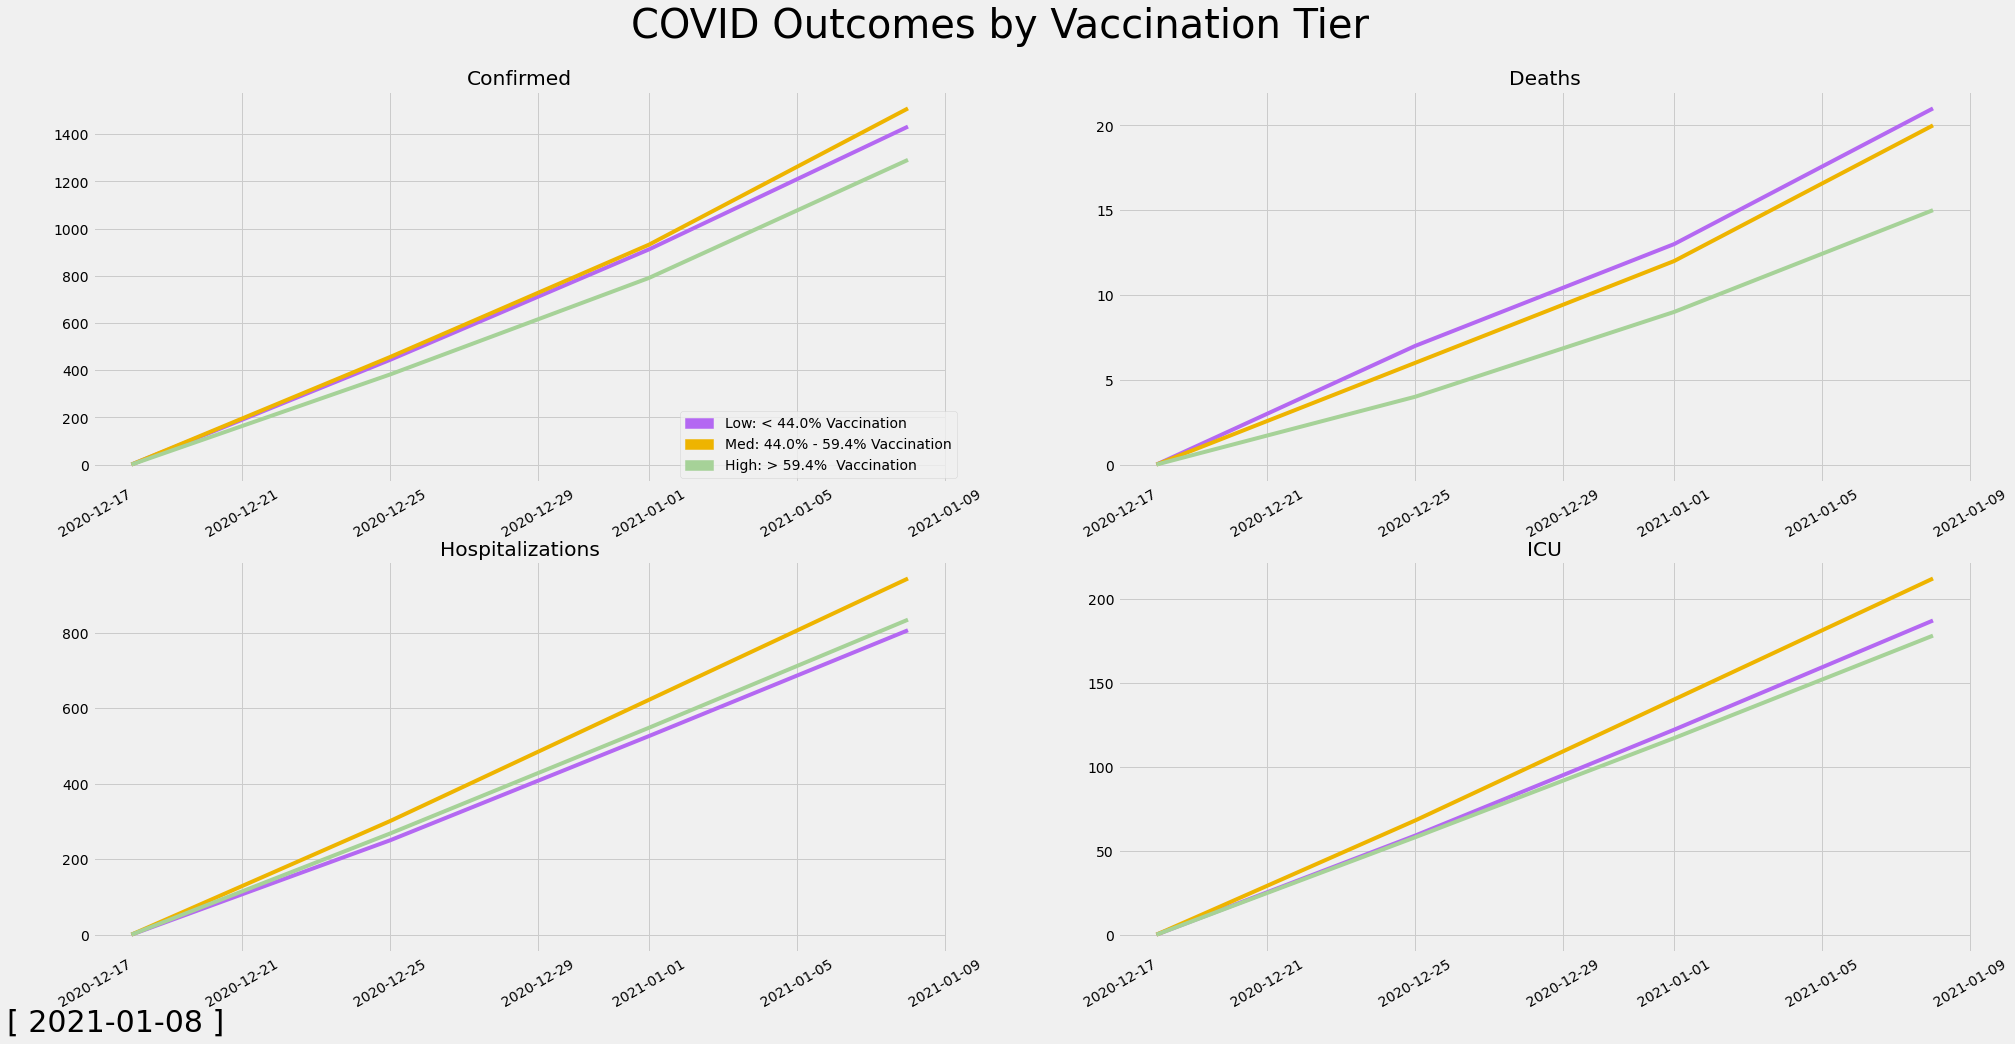 COVID Outcomes by Vaccination Tier
Confirmed
1400
1200
1000
800
600
400
200
0
Low: < 44.0% Vaccination
Med: 44.0% - 59.4% Vaccination
High: > 59.4%  Vaccination
2020-12-17 2020-12-21 2020-12-25 2020-12-29 2021-01-01 2021-01-05 2021-01-09
Deaths
20
15
10
5
0
2020-12-17 2020-12-21 2020-12-25 2020-12-29 2021-01-01 2021-01-05 2021-01-09
Hospitalizations
800
600
400
200
0
2020-12-17 2020-12-21 2020-12-25 2020-12-29 2021-01-01 2021-01-05 2021-01-09
ICU
200
150
100
50
0
2020-12-17 2020-12-21 2020-12-25 2020-12-29 2021-01-01 2021-01-05 2021-01-09
[ 2021-01-08 ]